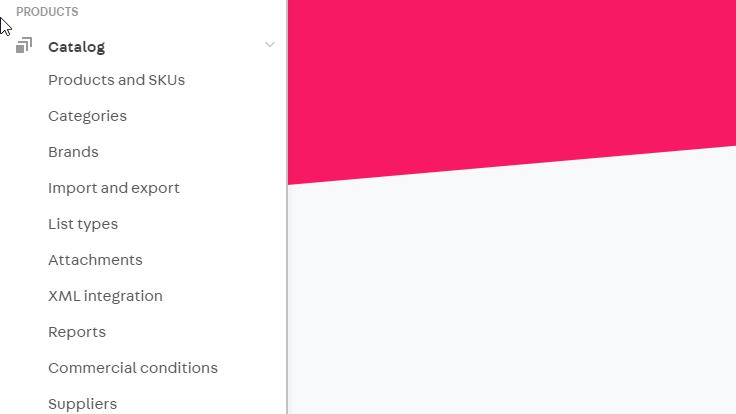 PRODUCTS
Catalog
Products and SKUs
Categories
Brands
Import and export
List types
Attachments
XML integration
Reports
Commercial conditions
Suppliers